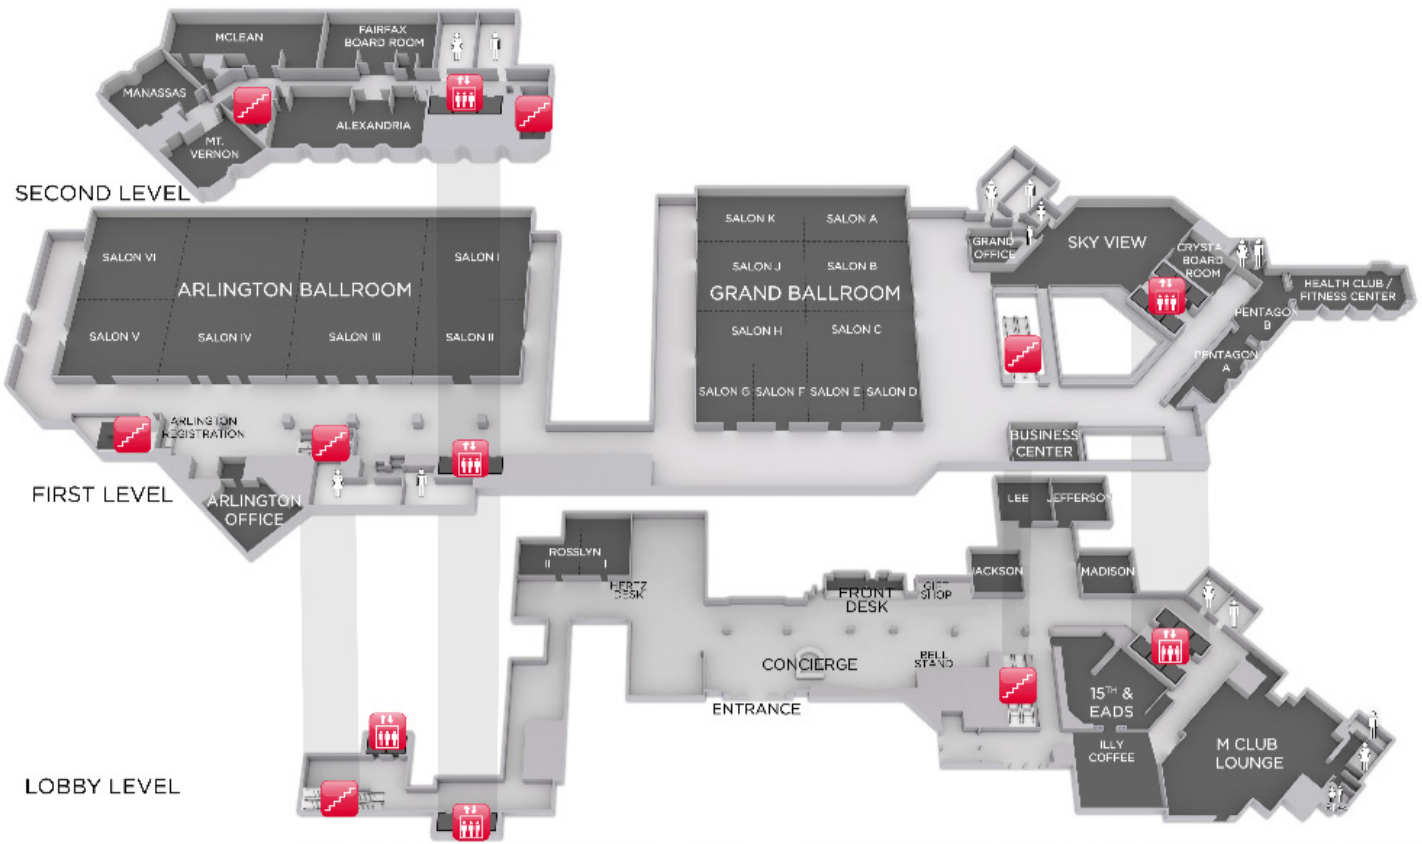 MCLEAN
FAIRFAX
BOARD ROOM
MANASSAS
ALEXANDRIA
MT.
VERNON
SECOND LEVEL
SALON VI
SALON I
ARLINGTON BALLROOM
SALON V
SALON IV
SALON III
SALON II
ARLINGTON
REGISTRATION
ARLINGTON
OFFICE
FIRST LEVEL
SALON K
SALON A
SALON J
SALON B
GRAND BALLROOM
SALON H
SALON C
SALON G
SALON F
SALON E
SALON D
GRAND
OFFICE
SKY VIEW
CRYSTA
BOARD
ROOM
HEALTH CLUB /
FITNESS CENTER
PENTAGON
B
PENTAGON
A
BUSINESS
CENTER
LEE
JEFFERSON
ROSSLYN
II
I
HERTZ
DESK
FRONT
DESK
GIFT
SHOP
JACKSON
MADISON
CONCIERGE
BELL
STAND
ENTRANCE
15TH &
EADS
ILLY
COFFEE
M CLUB
LOUNGE
LOBBY LEVEL